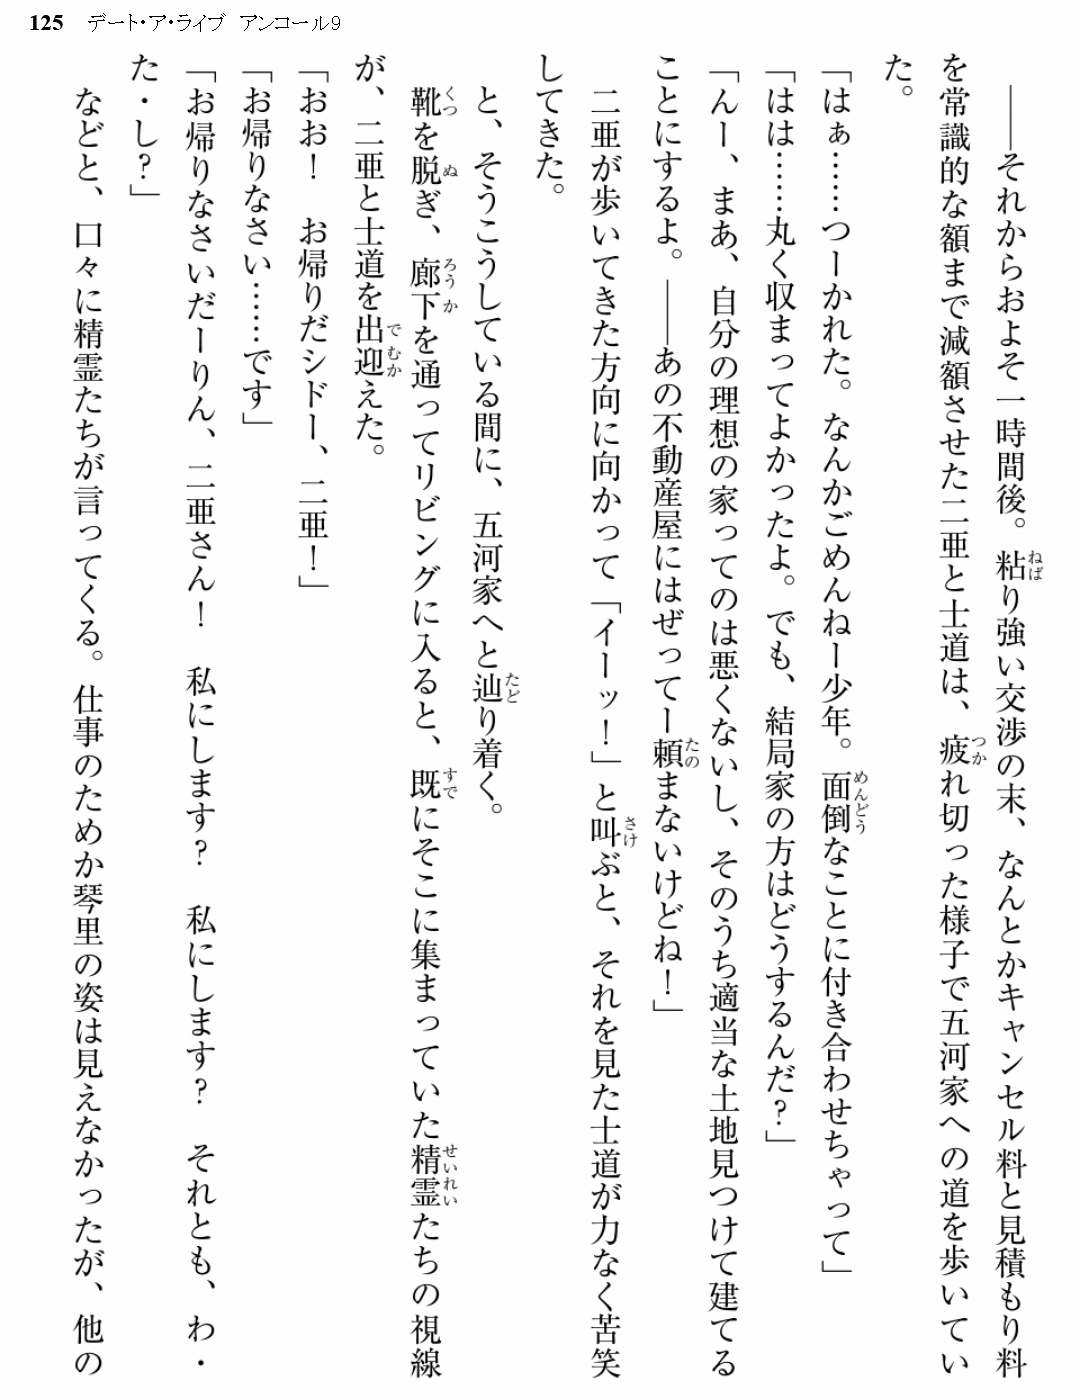 125 デート・ア・ライブ アンコール9
――それからおよそ一時間後。粘り強い交渉の末、なんとかキャンセル料と見積もり料
を常識的な額まで減額させた二亜と士道は、疲れ切った様子で五河家への道を歩いてい
た。
「はぁ……つーかれた。なんかごめんねー少年。面倒なことに付き合わせちゃって」
「はは……丸く収まってよかったよ。でも、結局家の方はどうするんだ?」
「んー、まあ、自分の理想の家ってのは悪くないし、そのうち適当な土地見つけて建てる
ことにするよ。――あの不動産屋にはぜってー頼まないけどね!」
二亜が歩いてきた方向に向かって「イーッ!」と叫ぶと、それを見た士道が力なく苦笑
してきた。
と、そうこうしている間に、五河家へと辿り着く。
靴を脱ぎ、廊下を通ってリビングに入ると、既にそこに集まっていた精霊たちの視線
が、二亜と士道を出迎えた。
「おお! お帰りだシドー、二亜!」
「お帰りなさい……です」
「お帰りなさいだーりん、二亜さん! 私にします? 私にします? それとも、わ・
た・し?」
などと、口々に精霊たちが言ってくる。仕事のためか琴里の姿は見えなかったが、他の